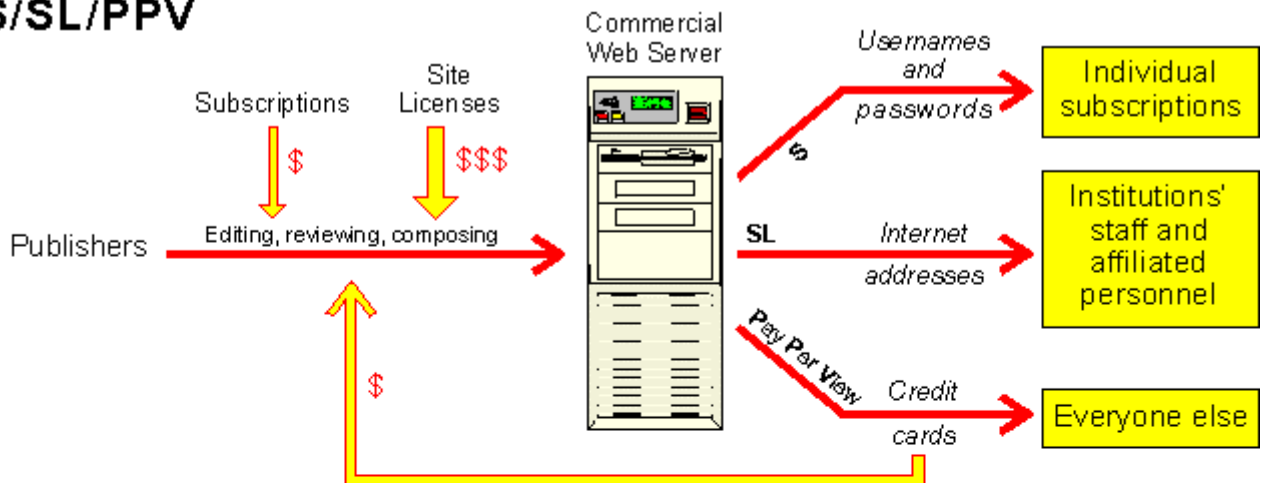 S/SL/PPV
Commercial
Web Server
Subscriptions
$
Site
Licenses
$$$
Publishers
Editing, reviewing, composing
$
Usernames
and
passwords
S
Individual
subscriptions
SL
Internet
addresses
Institutions'
staff and
affiliated
personnel
Pay Per View
Credit
cards
Everyone else